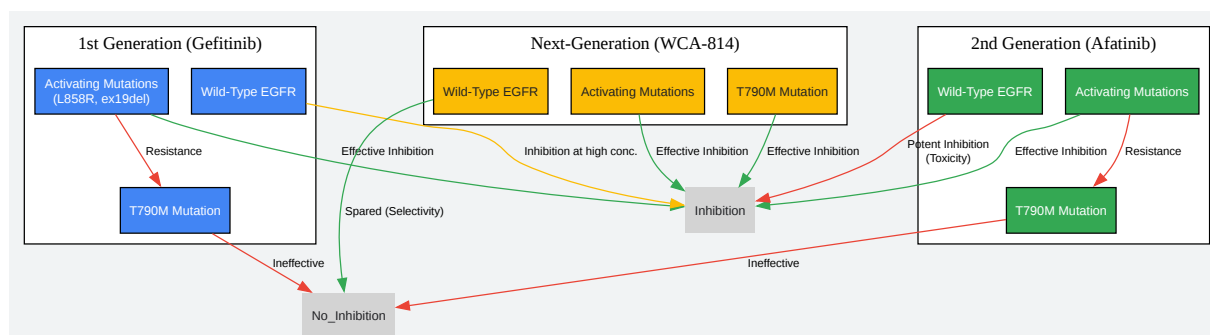 1st Generation (Gefitinib)
Next-Generation (WCA-814)
2nd Generation (Afatinib)
Activating Mutations
(L858R, ex19del)
Wild-Type EGFR
Wild-Type EGFR
Activating Mutations
T790M Mutation
Wild-Type EGFR
Activating Mutations
Resistance
Effective Inhibition
Inhibition at high conc.
Effective Inhibition
Effective Inhibition
Potent Inhibition
(Toxicity)
Effective Inhibition
Resistance
T790M Mutation
Spared (Selectivity)
Inhibition
T790M Mutation
Ineffective
Ineffective
No_Inhibition